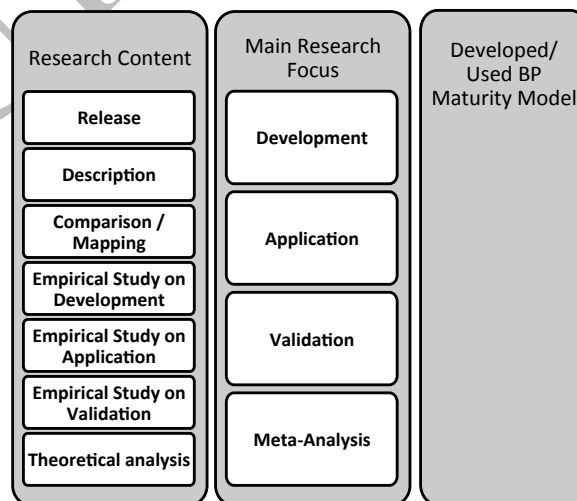 Research Content
Release
Description
Comparison /
Mapping
Empirical Study on
Development
Empirical Study on
Application
Empirical Study on
Validation
Theoretical analysis
Main Research
Focus
Development
Application
Validation
Meta-Analysis
Developed/
Used BP
Maturity Model